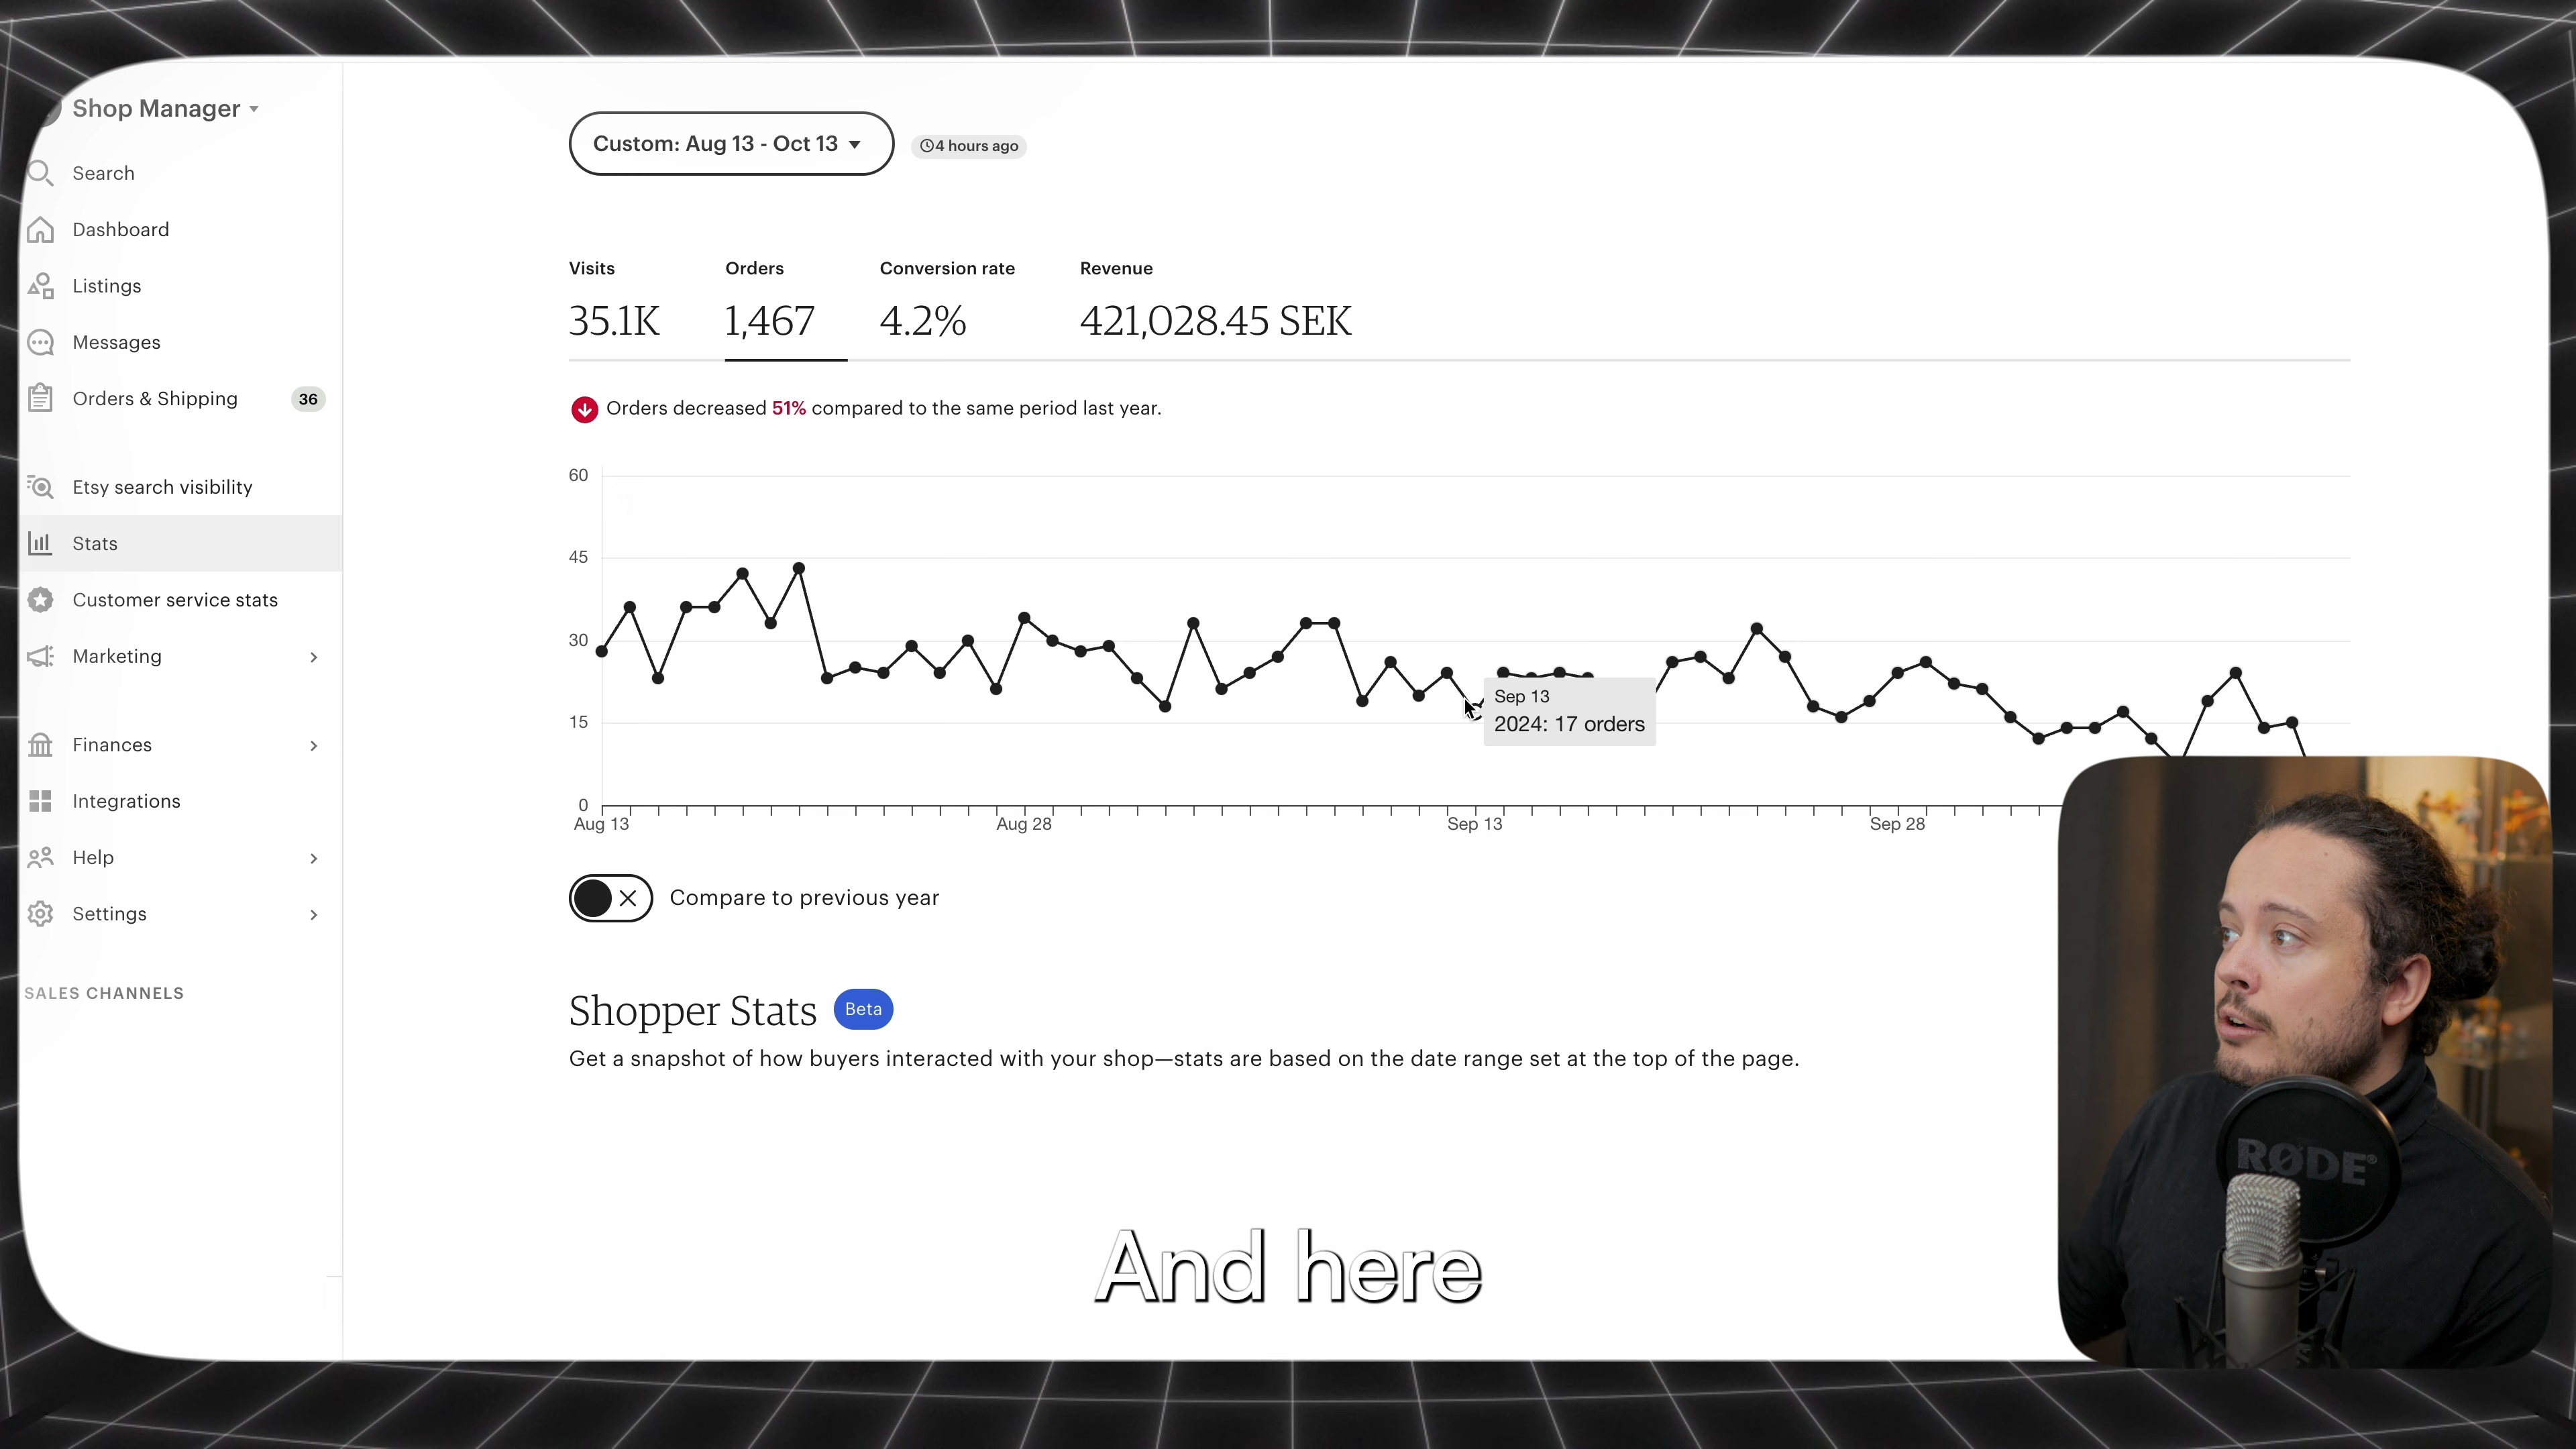 Shop Manager
Search
Dashboard
Listings
Messages
Orders & Shipping 36
Etsy search visibility
Stats
Customer service stats
Marketing
Finances
Integrations
Help
Settings
SALES CHANNELS
Custom: Aug 13 - Oct 13
4 hours ago
Visits Orders Conversion rate Revenue
35.1K 1,467 4.2% 421,028.45 SEK
Orders decreased 51% compared to the same period last year.
60
45
30
15
0
Sep 13
2024: 17 orders
Aug 13 Aug 28 Sep 13 Sep 28
Compare to previous year
Shopper Stats Beta
Get a snapshot of how buyers interacted with your shop—stats are based on the date range set at the top of the page.
RØDE®
And here